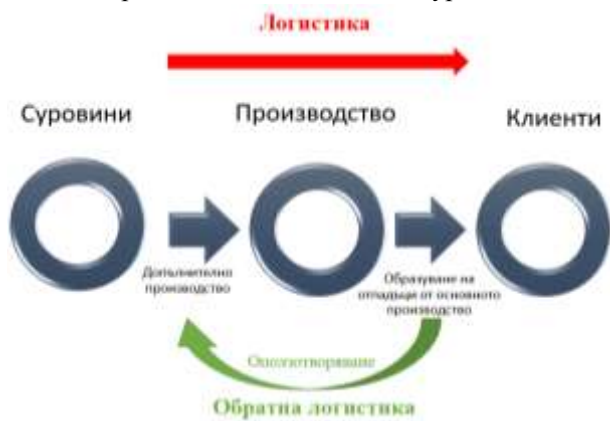 Логистика
Суровини
Производство
Клиенти
Допълнително
производство
Образуване на
отпадъци от основното
производство
Оползотворяване
Обратна логистика